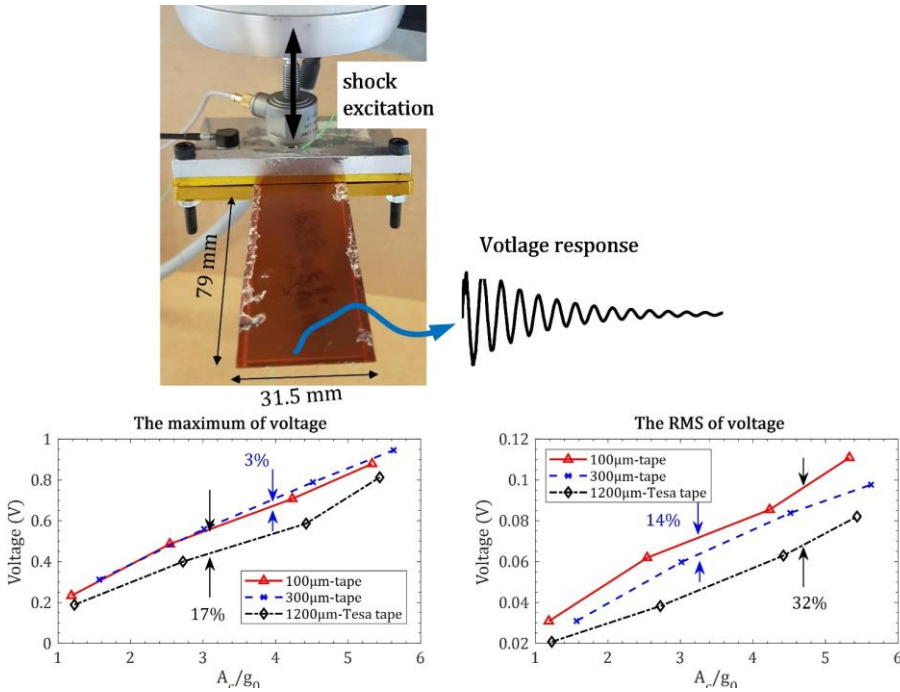 shock
excitation
79 mm
31.5 mm
Votlage response
The maximum of voltage
Voltage (V)
1
0.8
0.6
0.4
0.2
0
3%
17%
100μm-tape
300μm-tape
1200μm-Tesa tape
1 2 3 4 5 6
A_c/g_0
The RMS of voltage
Voltage (V)
0.12
0.1
0.08
0.06
0.04
0.02
100μm-tape
300μm-tape
1200μm-Tesa tape
14%
32%
1 2 3 4 5 6
A_c/g_0